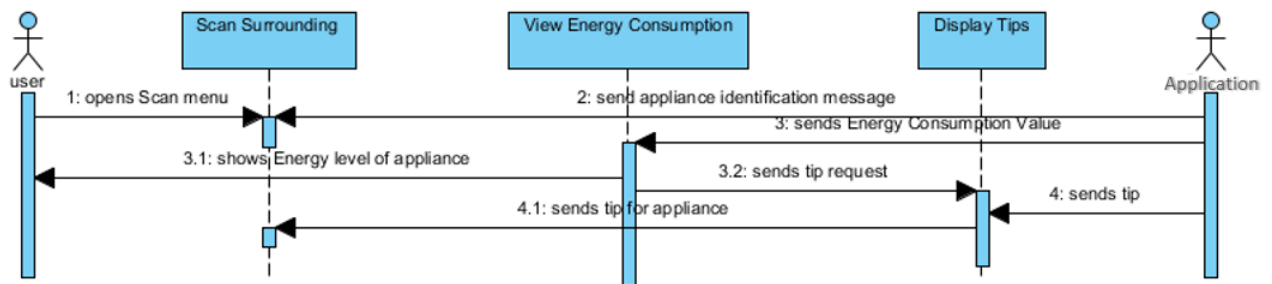 Scan Surrounding
View Energy Consumption
Display Tips
user
Application
1: opens Scan menu
2: send appliance identification message
3: sends Energy Consumption Value
3.1: shows Energy level of appliance
3.2: sends tip request
4: sends tip
4.1: sends tip for appliance